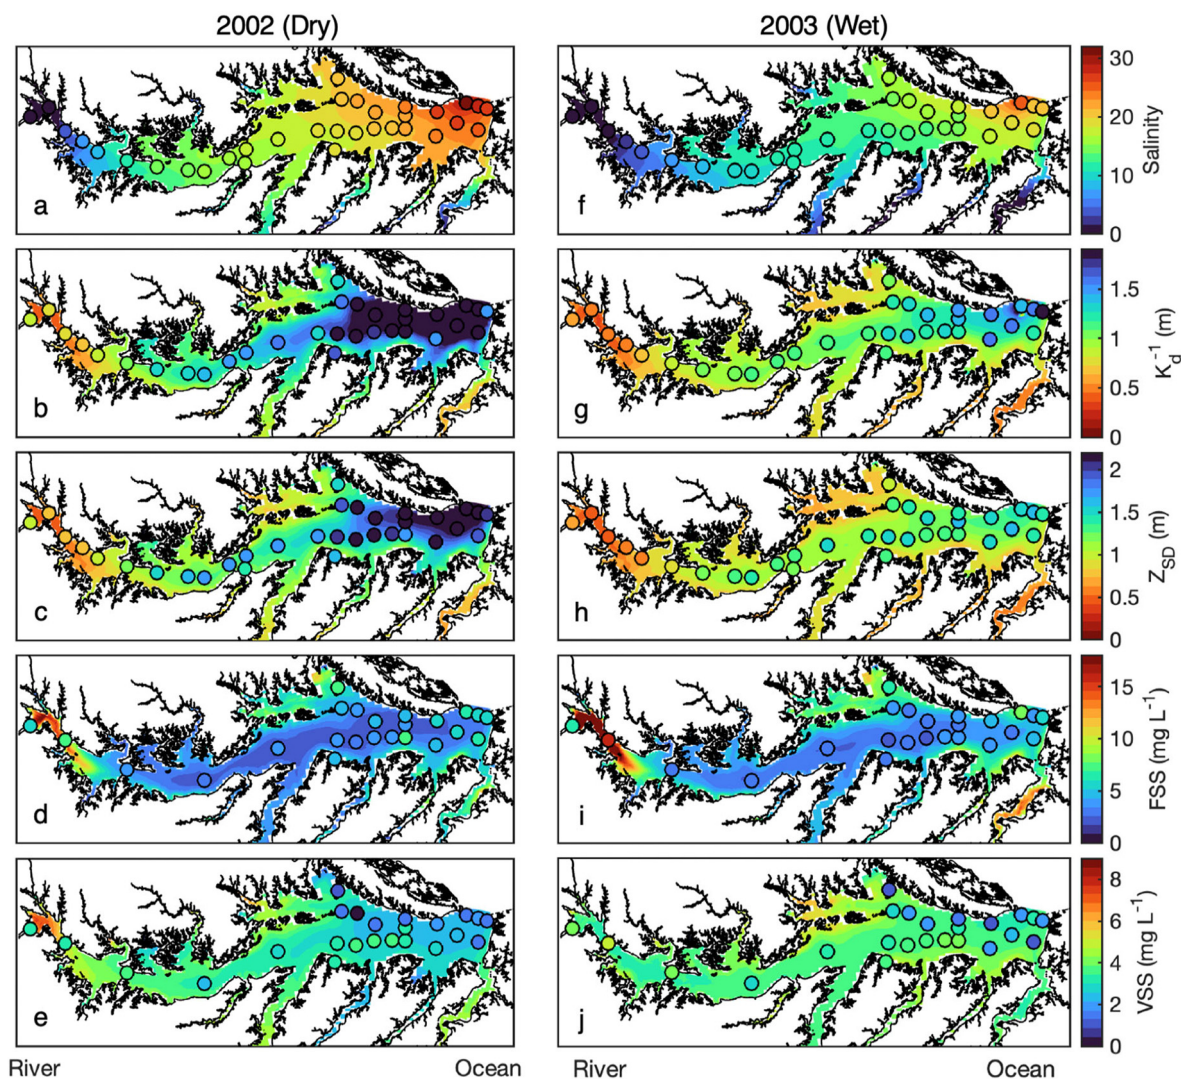 2002 (Dry)
2003 (Wet)
a
f
30
20
10
0
Salinity
b
g
1.5
1
0.5
0
K_d^-1 (m)
c
h
2
1.5
1
0.5
0
Z_SD (m)
d
i
15
10
5
0
FSS (mg L^-1)
e
j
8
6
4
2
0
VSS (mg L^-1)
River
Ocean
River
Ocean